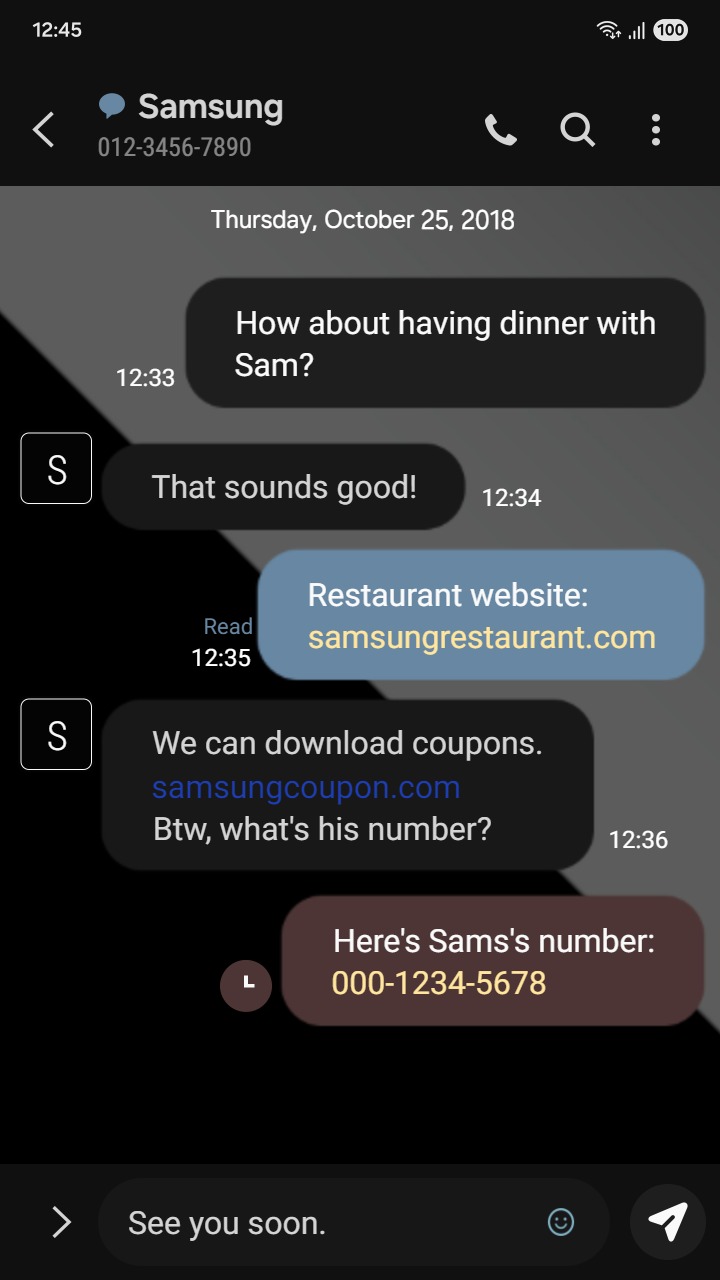 12:45
100
Samsung
012-3456-7890
Thursday, October 25, 2018
How about having dinner with
Sam?
12:33
S
That sounds good!
12:34
Restaurant website:
samsungrestaurant.com
Read
12:35
S
We can download coupons.
samsungcoupon.com
Btw, what's his number?
12:36
Here's Sams's number:
000-1234-5678
See you soon.